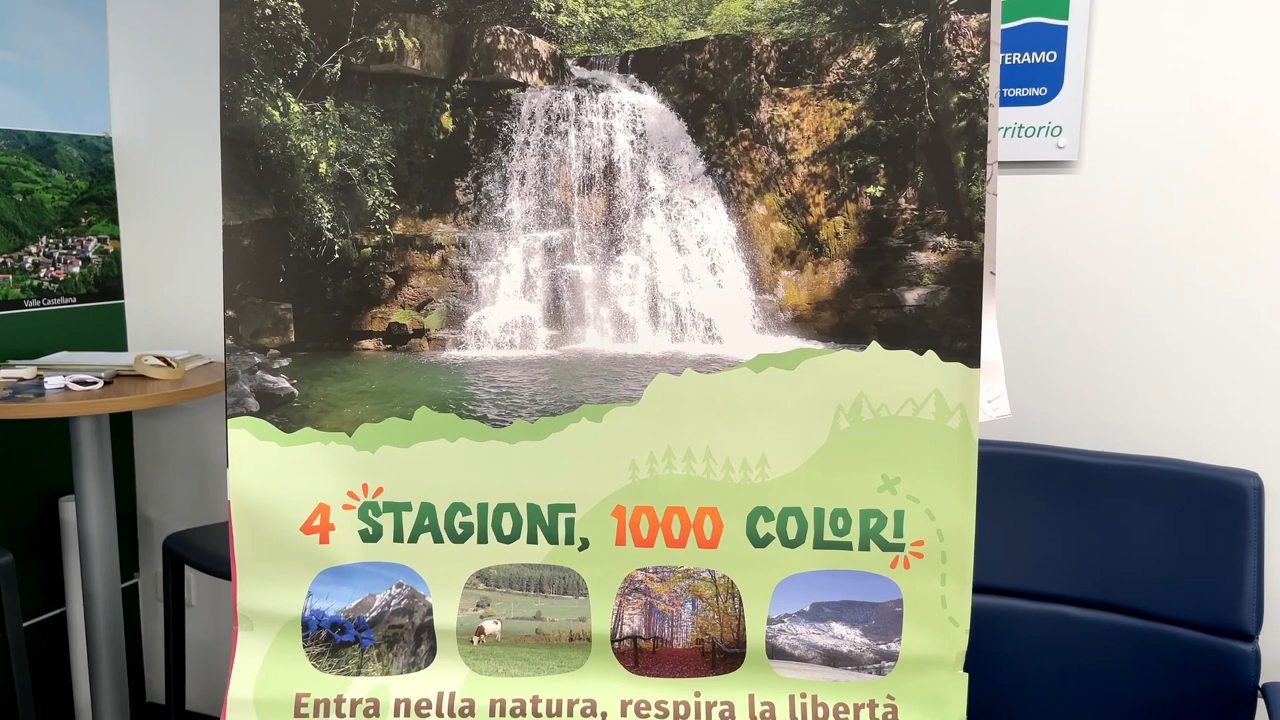 TERAMO
TORDINO
rritorio
Valle Castellana
4 STAGIONI, 1000 COLORI
Entra nella natura, respira la libertà